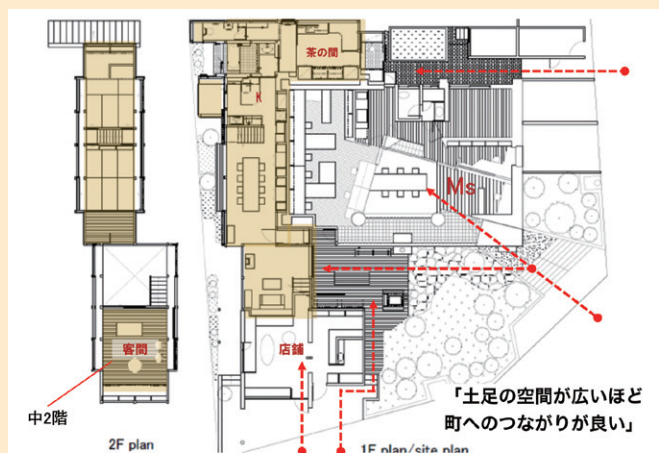 茶の間
K
Ms
客間
店舗
中2階
「土足の空間が広いほど
町へのつながりが良い」
2F plan
1F plan/site plan